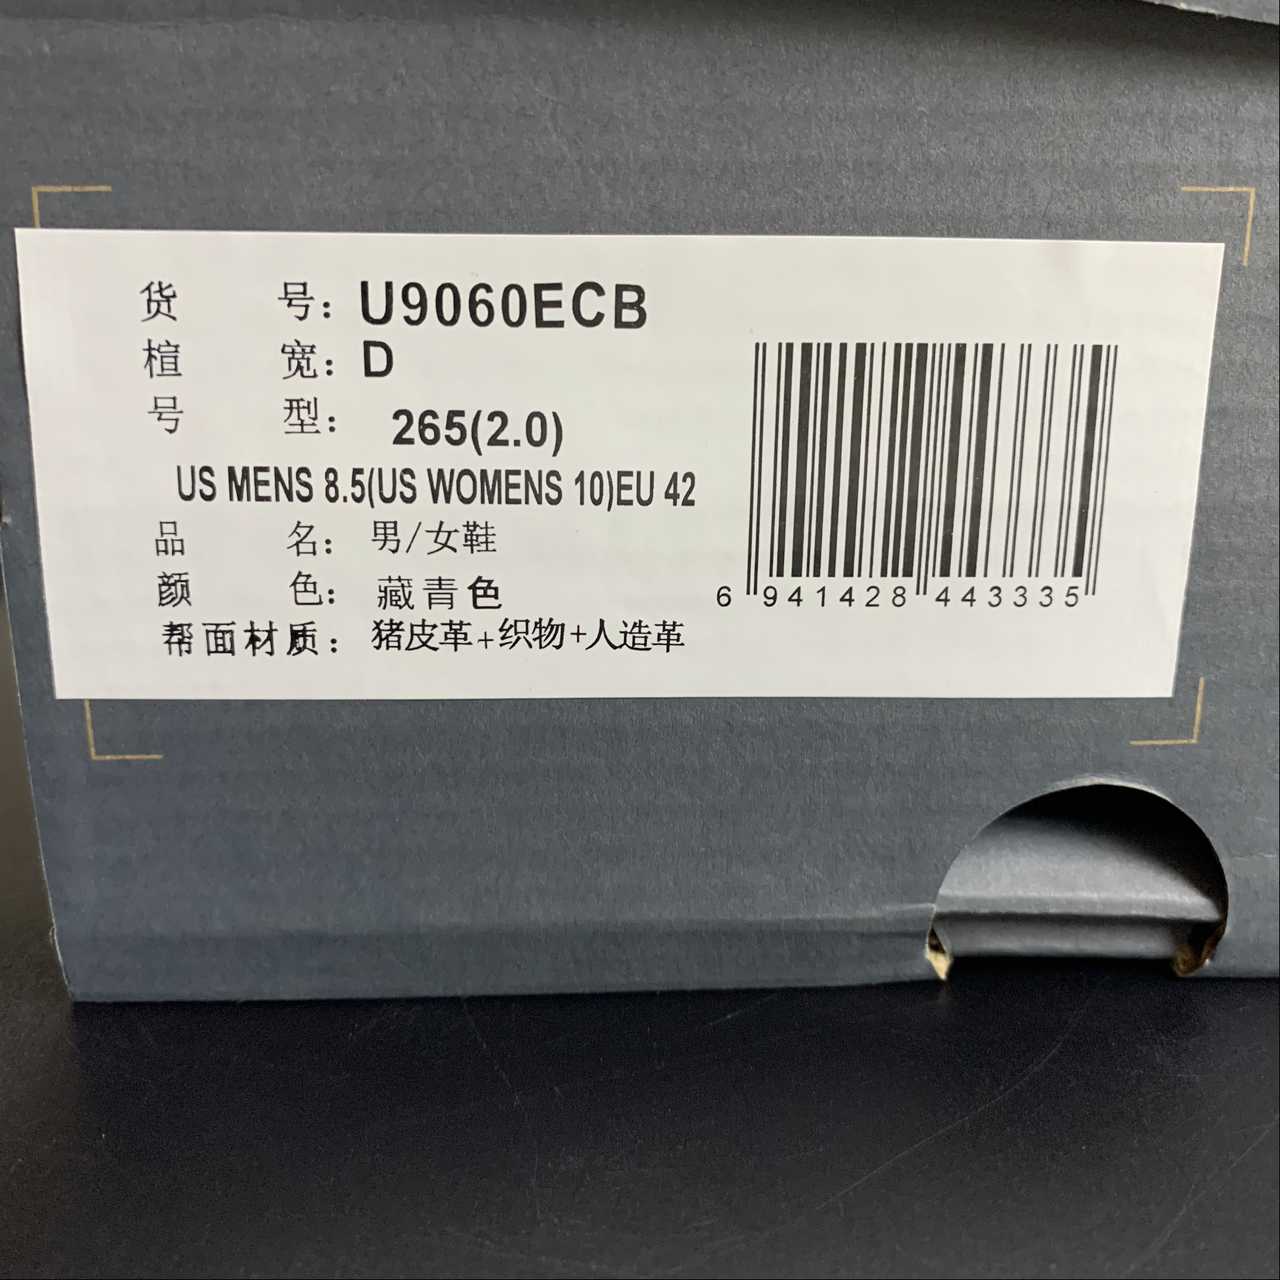 货 号：U9060ECB
楦 宽：D
号 型： 265(2.0)
US MENS 8.5(US WOMENS 10)EU 42
品 名： 男/女鞋
颜 色： 藏青色
帮面材质： 猪皮革+织物+人造革
6 941428 443335